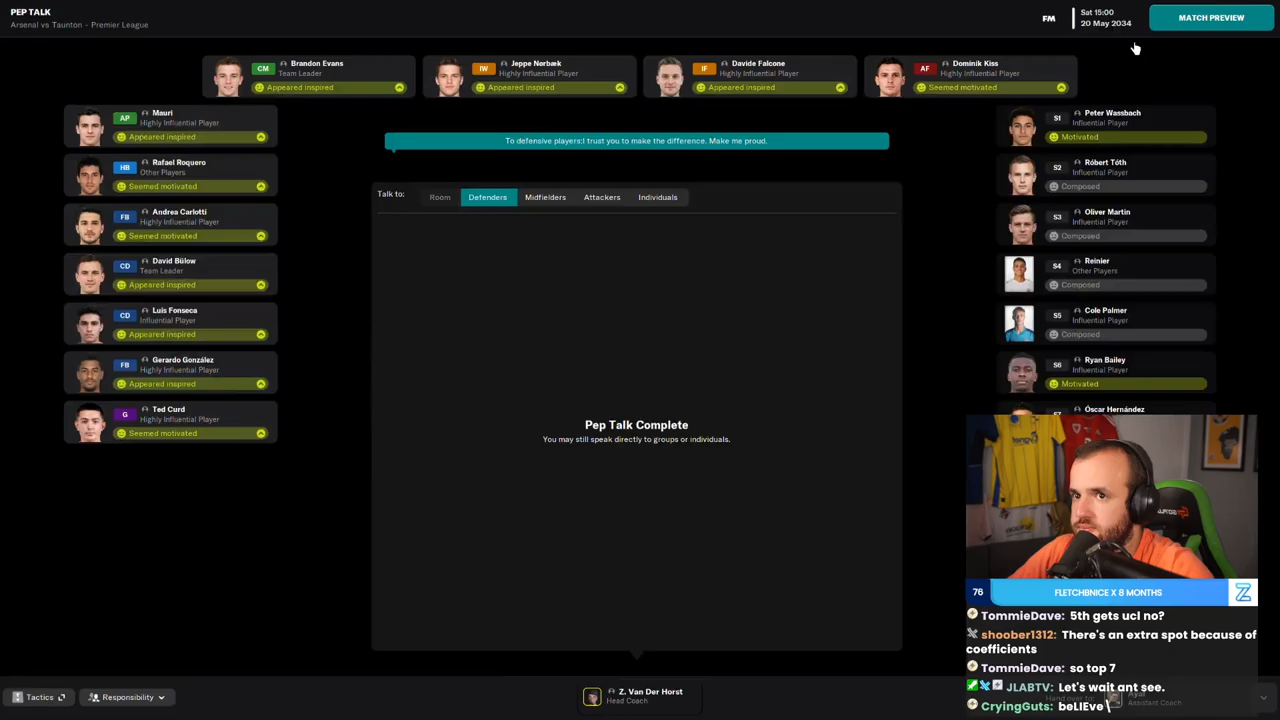 PEP TALK
Arsenal vs Taunton - Premier League
FM
Sat 15:00
20 May 2034
MATCH PREVIEW
CM
Brandon Evans
Team Leader
Appeared inspired
IW
Jeppe Nørbæk
Highly Influential Player
Appeared inspired
IF
Davide Falcone
Highly Influential Player
Appeared inspired
AF
Dominik Kiss
Highly Influential Player
Seemed motivated
AP
Mauri
Highly Influential Player
Appeared inspired
HB
Rafael Roquero
Other Players
Seemed motivated
FB
Andrea Carlotti
Highly Influential Player
Seemed motivated
CD
David Bülow
Team Leader
Appeared inspired
CD
Luis Fonseca
Influential Player
Appeared inspired
FB
Gerardo González
Highly Influential Player
Appeared inspired
G
Ted Curd
Highly Influential Player
Seemed motivated
To defensive players:I trust you to make the difference. Make me proud.
Talk to:
Room
Defenders
Midfielders
Attackers
Individuals
Pep Talk Complete
You may still speak directly to groups or individuals.
S1
Peter Wassbach
Influential Player
Motivated
S2
Róbert Tóth
Influential Player
Composed
S3
Oliver Martin
Influential Player
Composed
S4
Reinier
Other Players
Composed
S5
Cole Palmer
Influential Player
Composed
S6
Ryan Bailey
Influential Player
Motivated
Óscar Hernández
76
FLETCHBNICE X 8 MONTHS
Z
TommieDave: 5th gets ucl no?
shoober1312: There's an extra spot because of
coefficients
TommieDave: so top 7
JLABTV: Let's wait ant see.
CryingGuts: beLIEve \
Tactics
Responsibility
Z. Van Der Horst
Head Coach
Hand over to:
Assistant Coach